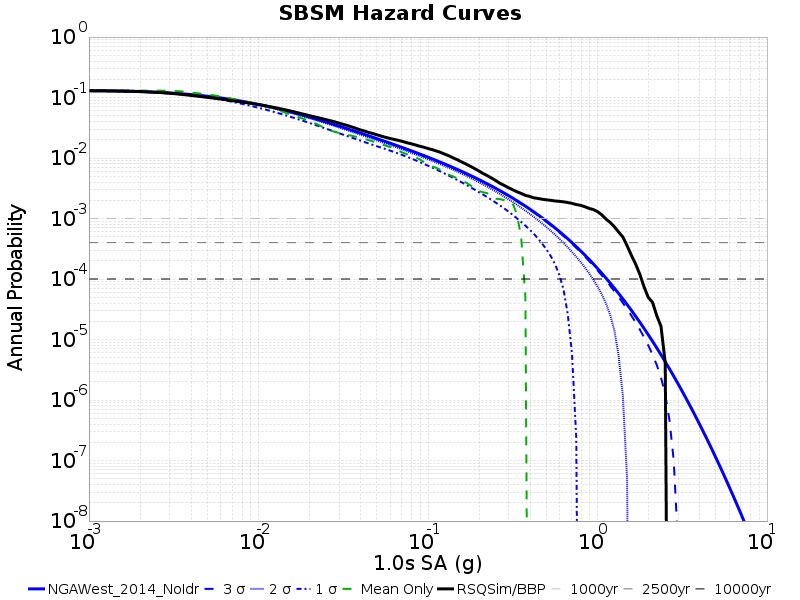 SBSM Hazard Curves
Annual Probability
10^0
10^-1
10^-2
10^-3
10^-4
10^-5
10^-6
10^-7
10^-8
10^-3 10^-2 10^-1 10^0 10^1
1.0s SA (g)
NGAWest_2014_NoIdr 3 σ 2 σ 1 σ Mean Only RSQSim/BBP 1000yr 2500yr 10000yr